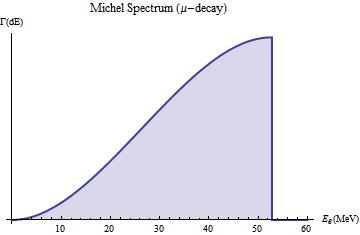 Michel Spectrum (μ−decay)
Γ(dE)
10 20 30 40 50 60
E_e(MeV)